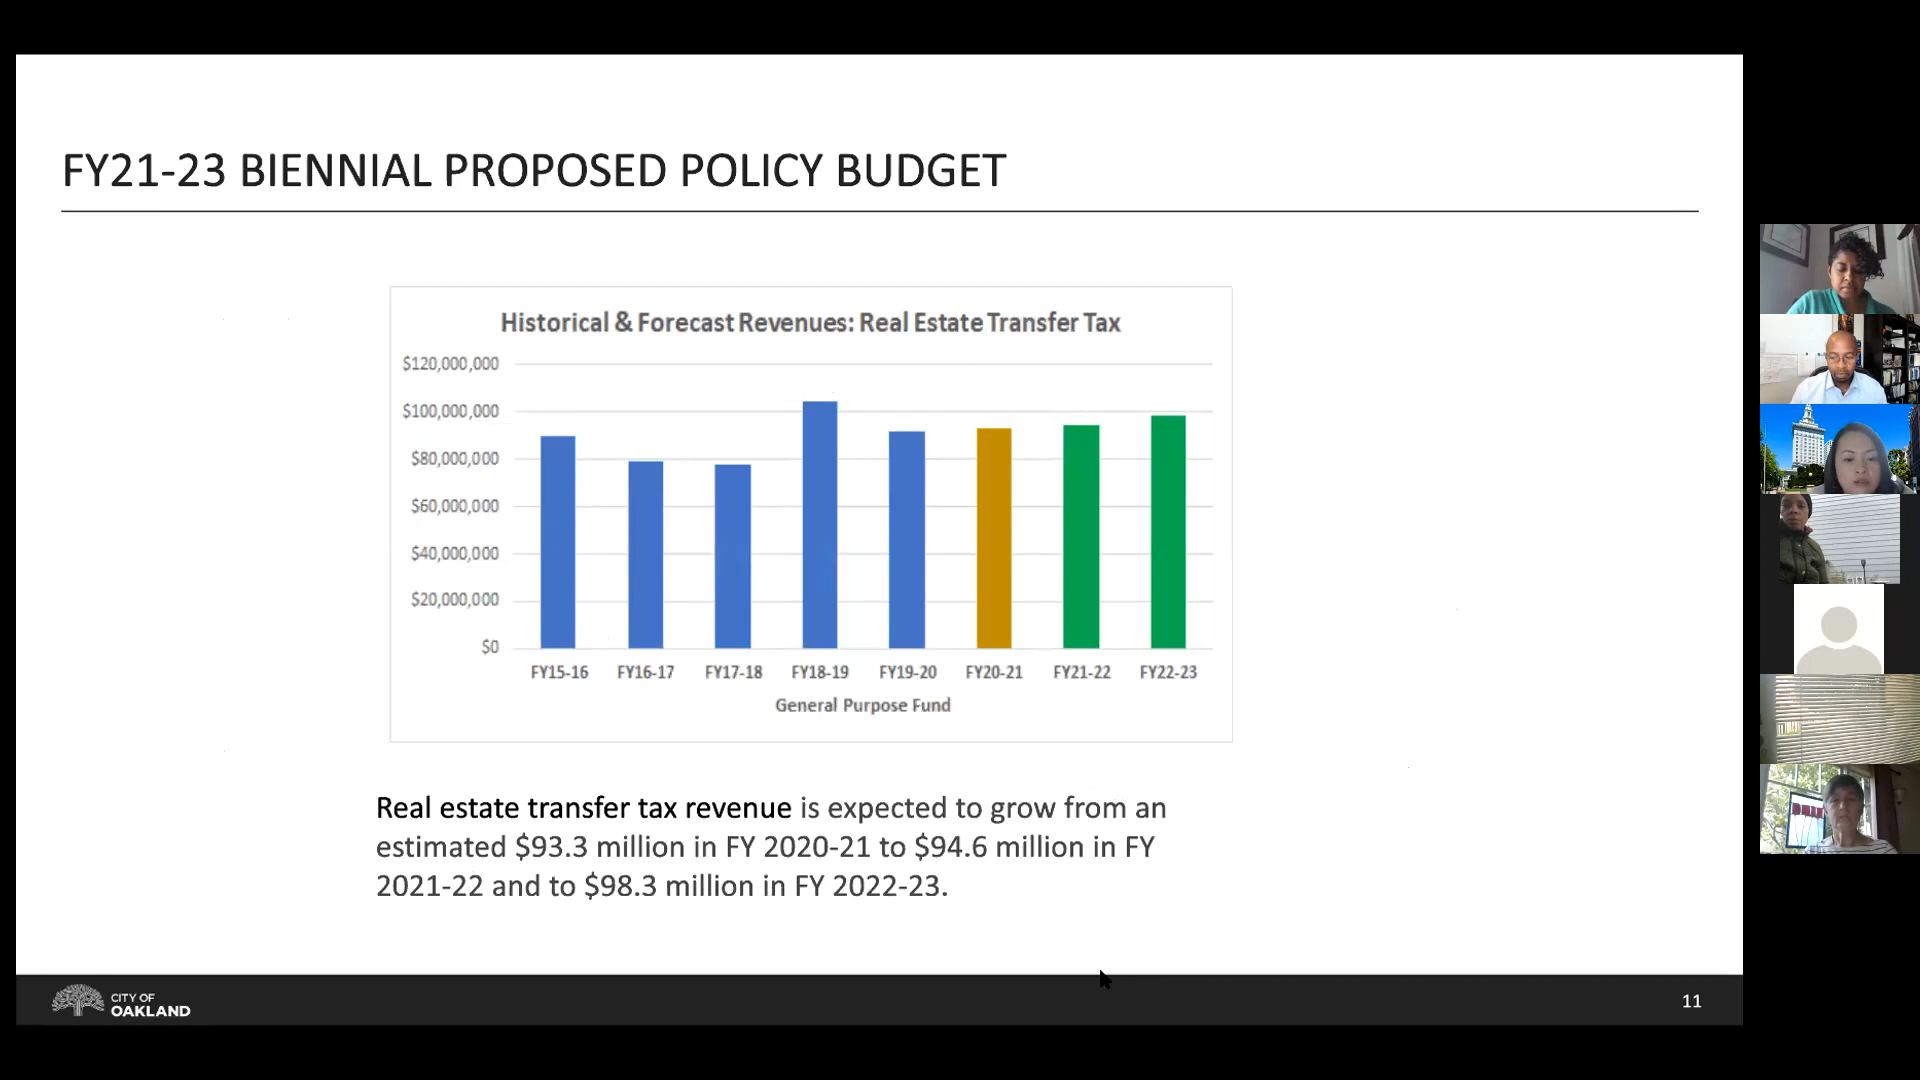 FY21-23 BIENNIAL PROPOSED POLICY BUDGET
Historical & Forecast Revenues: Real Estate Transfer Tax
$120,000,000
$100,000,000
$80,000,000
$60,000,000
$40,000,000
$20,000,000
$0
FY15-16 FY16-17 FY17-18 FY18-19 FY19-20 FY20-21 FY21-22 FY22-23
General Purpose Fund
Real estate transfer tax revenue is expected to grow from an
estimated $93.3 million in FY 2020-21 to $94.6 million in FY
2021-22 and to $98.3 million in FY 2022-23.
CITY OF
OAKLAND
11